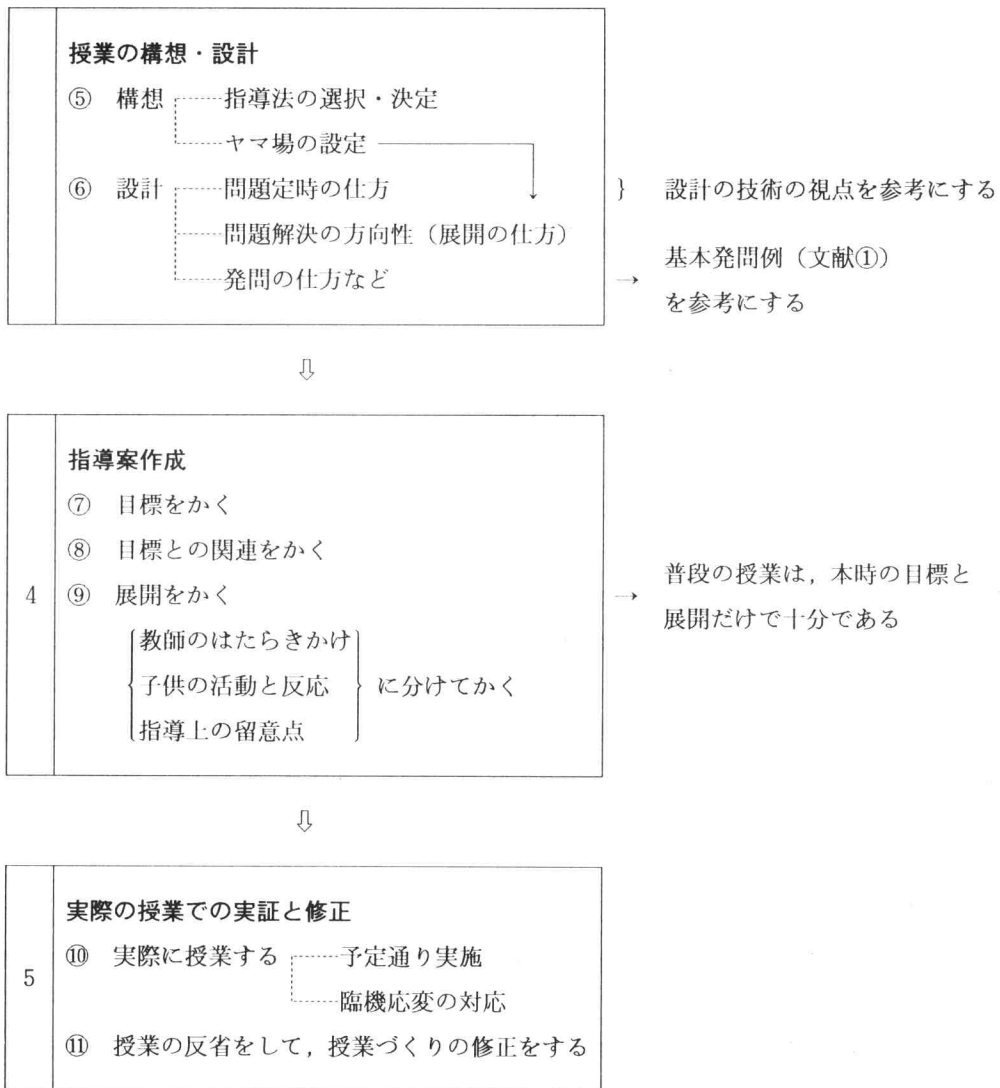 授業の構想・設計
⑤ 構想 指導法の選択・決定
ヤマ場の設定
⑥ 設計 問題定時の仕方
} 設計の技術の視点を参考にする
問題解決の方向性（展開の仕方）
発問の仕方など
→ 基本発問例（文献①）
を参考にする
⇩
4
指導案作成
⑦ 目標をかく
⑧ 目標との関連をかく
⑨ 展開をかく
教師のはたらきかけ
子供の活動と反応
指導上の留意点
に分けてかく
→ 普段の授業は，本時の目標と
展開だけで十分である
⇩
5
実際の授業での実証と修正
⑩ 実際に授業する 予定通り実施
臨機応変の対応
⑪ 授業の反省をして，授業づくりの修正をする